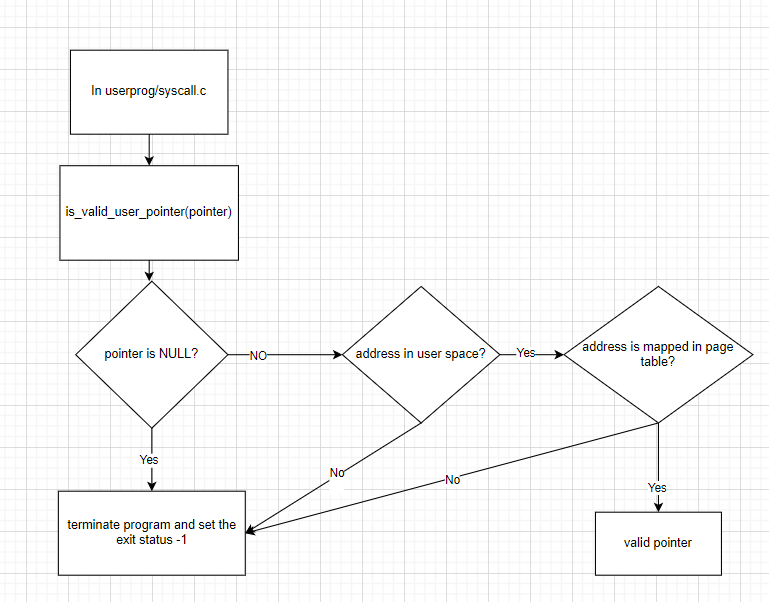 In userprog/syscall.c
is_valid_user_pointer(pointer)
pointer is NULL?
NO
address in user space?
Yes
address is mapped in page
table?
Yes
No
No
Yes
terminate program and set the
exit status -1
valid pointer